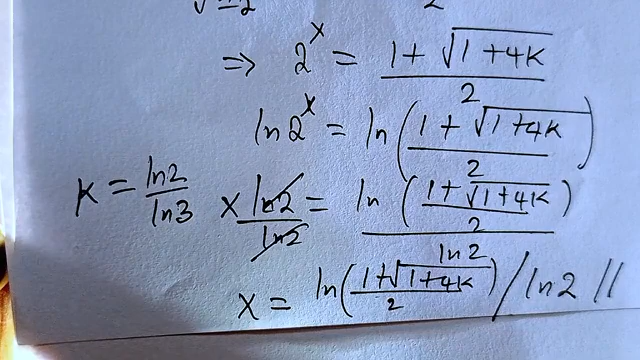 ⇒ 2^x = (1 + √(1 + 4K)) / 2
ln 2^x = ln((1 + √(1 + 4K)) / 2)
K = ln2 / ln3
x ln2 / ln2 = ln((1 + √(1 + 4K)) / 2) / ln2
x = ln((1 + √(1 + 4K)) / 2) / ln2 //